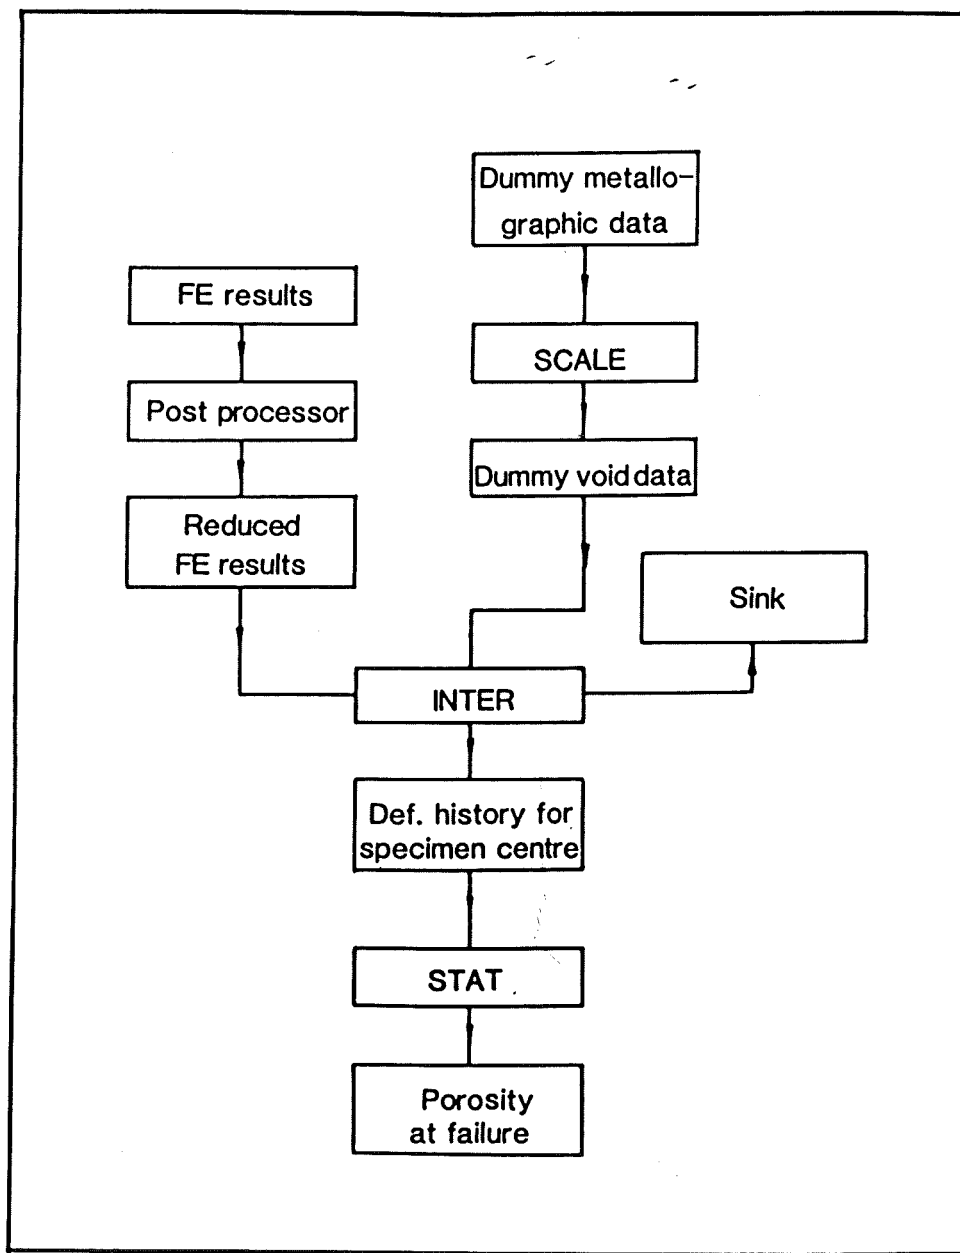 Dummy metallo-
graphic data
FE results
SCALE
Post processor
Dummy void data
Reduced
FE results
Sink
INTER
Def. history for
specimen centre
STAT
Porosity
at failure